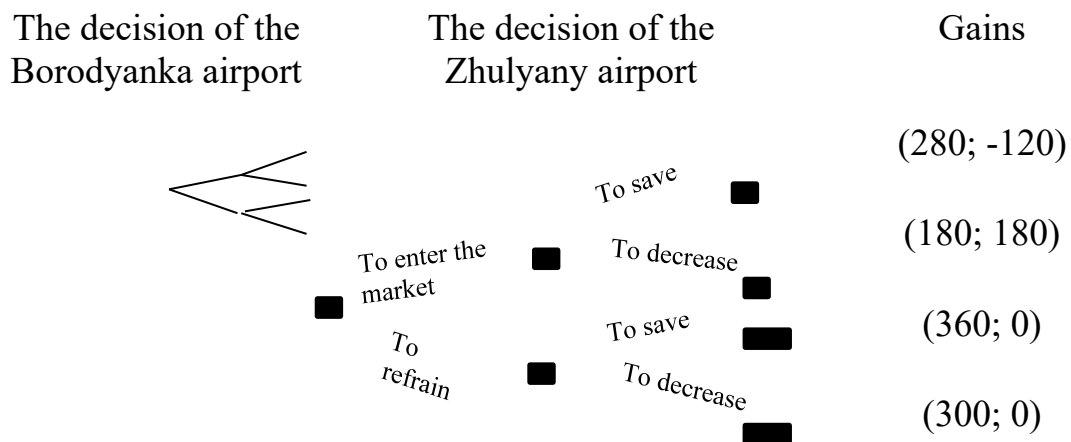 The decision of the
Borodyanka airport
The decision of the
Zhulyany airport
Gains
(280; -120)
To save
(180; 180)
To enter the
market
To decrease
To save
(360; 0)
To
refrain
To decrease
(300; 0)